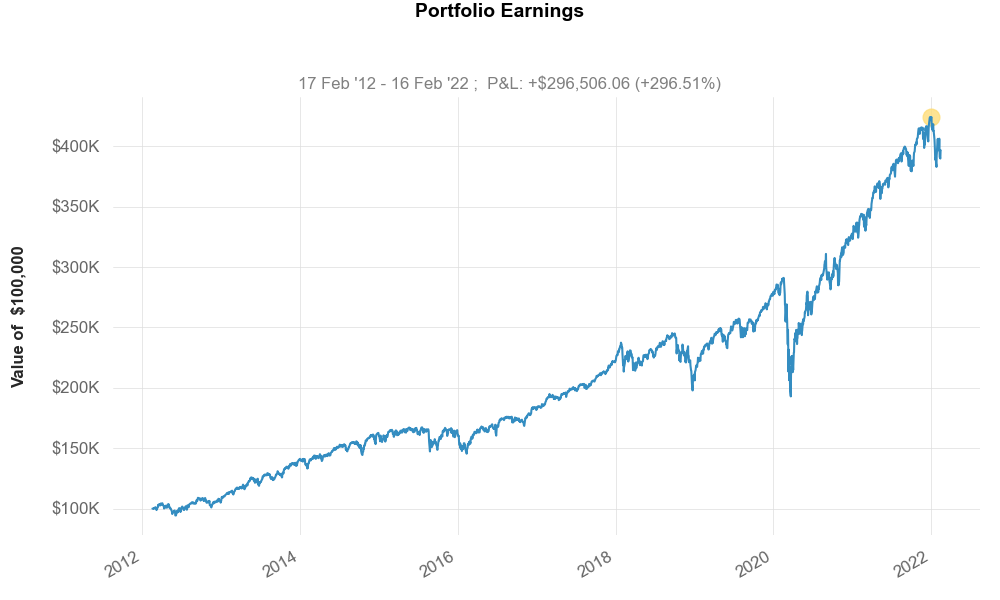 Portfolio Earnings
17 Feb '12 - 16 Feb '22 ;  P&L: +$296,506.06 (+296.51%)
Value of  $100,000
$400K
$350K
$300K
$250K
$200K
$150K
$100K
2012
2014
2016
2018
2020
2022